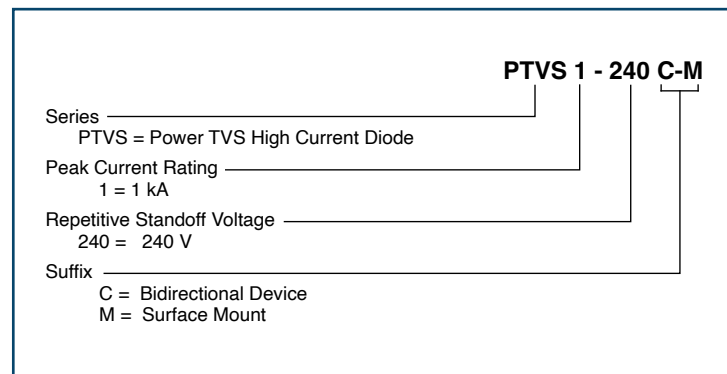 PTVS 1 - 240 C-M
Series
PTVS = Power TVS High Current Diode
Peak Current Rating
1 = 1 kA
Repetitive Standoff Voltage
240 = 240 V
Suffix
C = Bidirectional Device
M = Surface Mount